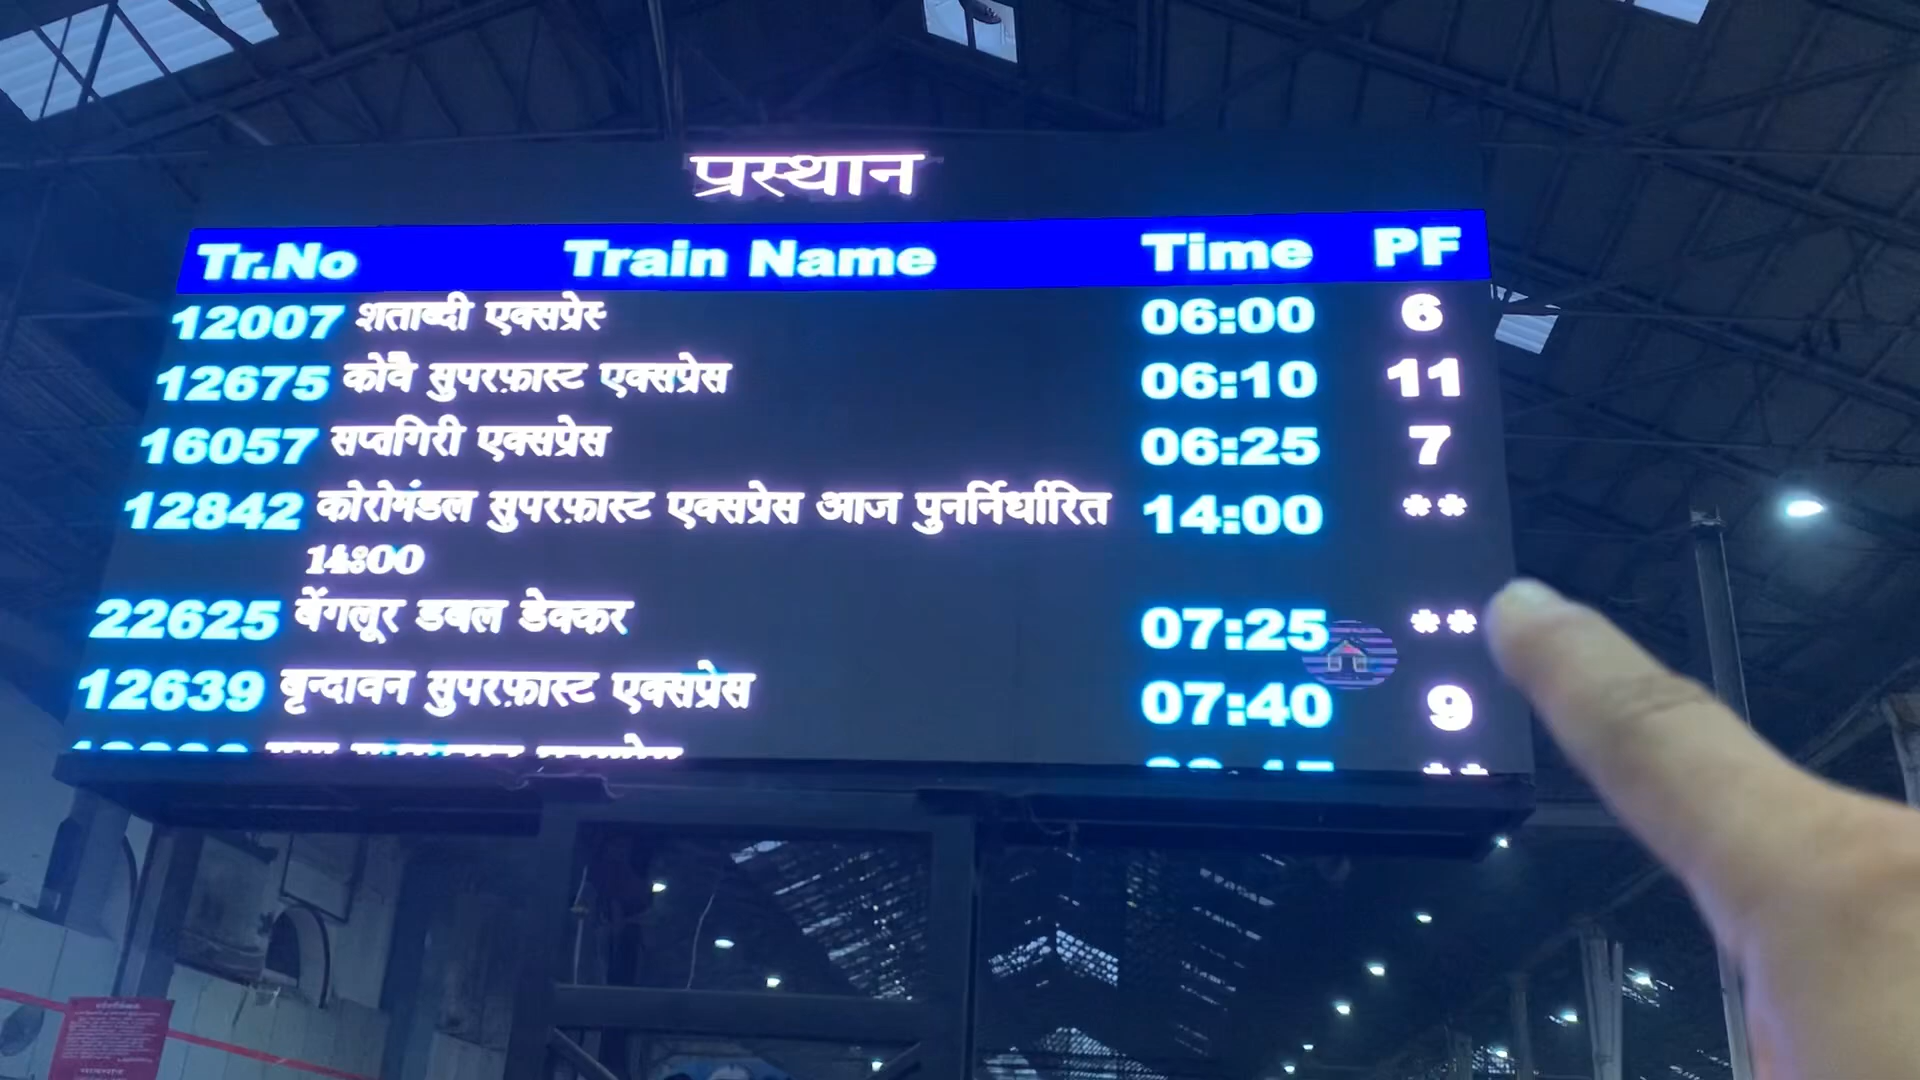 प्रस्थान
Tr.No Train Name Time PF
12007 शताब्दी एक्सप्रेस 06:00 6
12675 कोवै सुपरफ़ास्ट एक्सप्रेस 06:10 11
16057 सप्तगिरी एक्सप्रेस 06:25 7
12842 कोरोमंडल सुपरफ़ास्ट एक्सप्रेस आज पुनर्निर्धारित 14:00 **
14:00
22625 बेंगलूर डबल डेक्कर 07:25 **
12639 बृन्दावन सुपरफ़ास्ट एक्सप्रेस 07:40 9